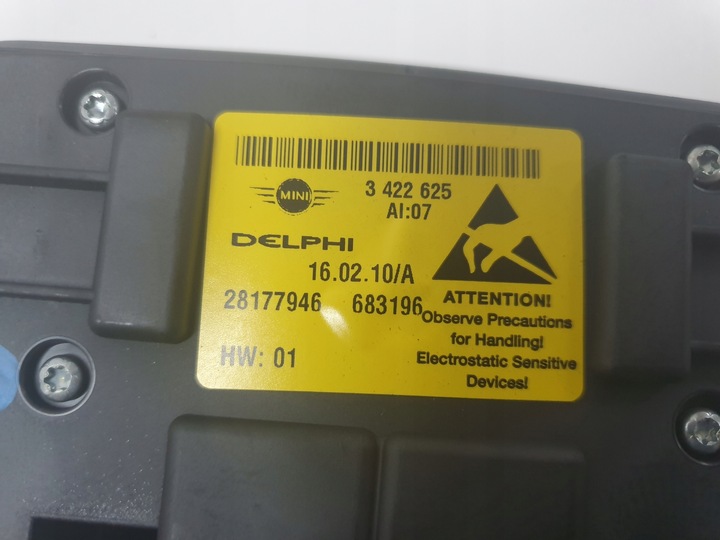 MINI
3 422 625
AI:07
DELPHI
16.02.10/A
28177946 683196
HW: 01
ATTENTION!
Observe Precautions
for Handling!
Electrostatic Sensitive
Devices!